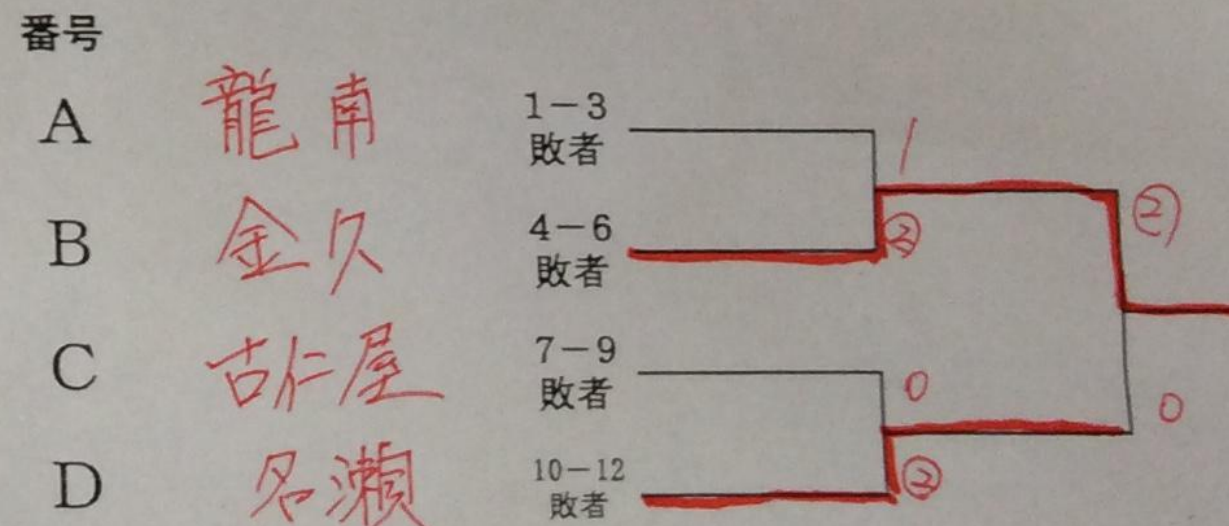 番号
A 龍南 1-3 敗者 1
B 金久 4-6 敗者 ② ②
C 古仁屋 7-9 敗者 0 0
D 名瀬 10-12 敗者 ②